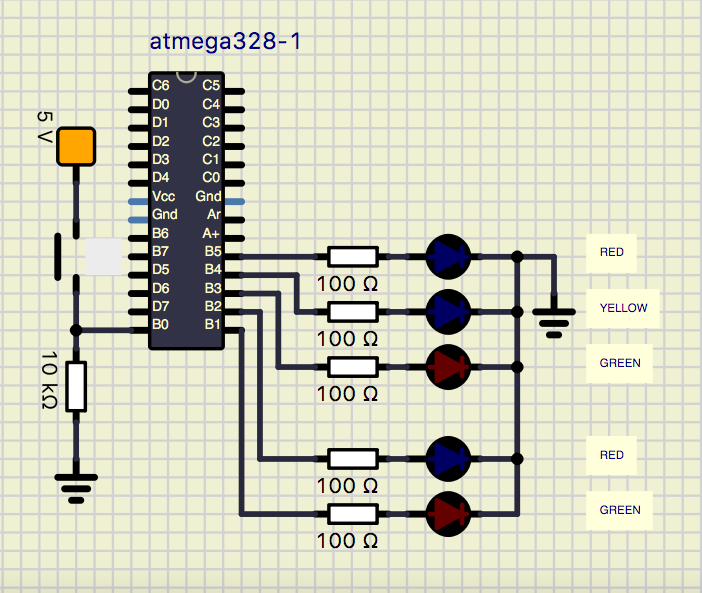 atmega328-1
5 V
C6 C5
D0 C4
D1 C3
D2 C2
D3 C1
D4 C0
Vcc Gnd
Gnd Ar
B6 A+
B7 B5
D5 B4
D6 B3
D7 B2
B0 B1
10 kΩ
100 Ω
RED
100 Ω
YELLOW
100 Ω
GREEN
100 Ω
RED
100 Ω
GREEN